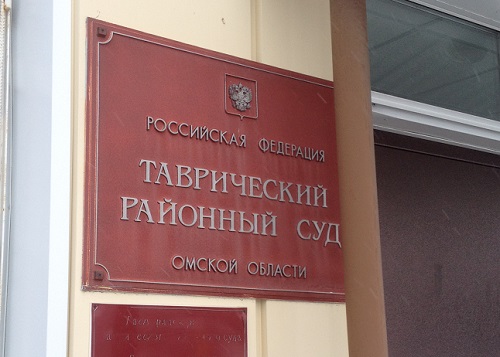 РОССИЙСКАЯ ФЕДЕРАЦИЯ
ТАВРИЧЕСКИЙ
РАЙОННЫЙ СУД
ОМСКОЙ ОБЛАСТИ